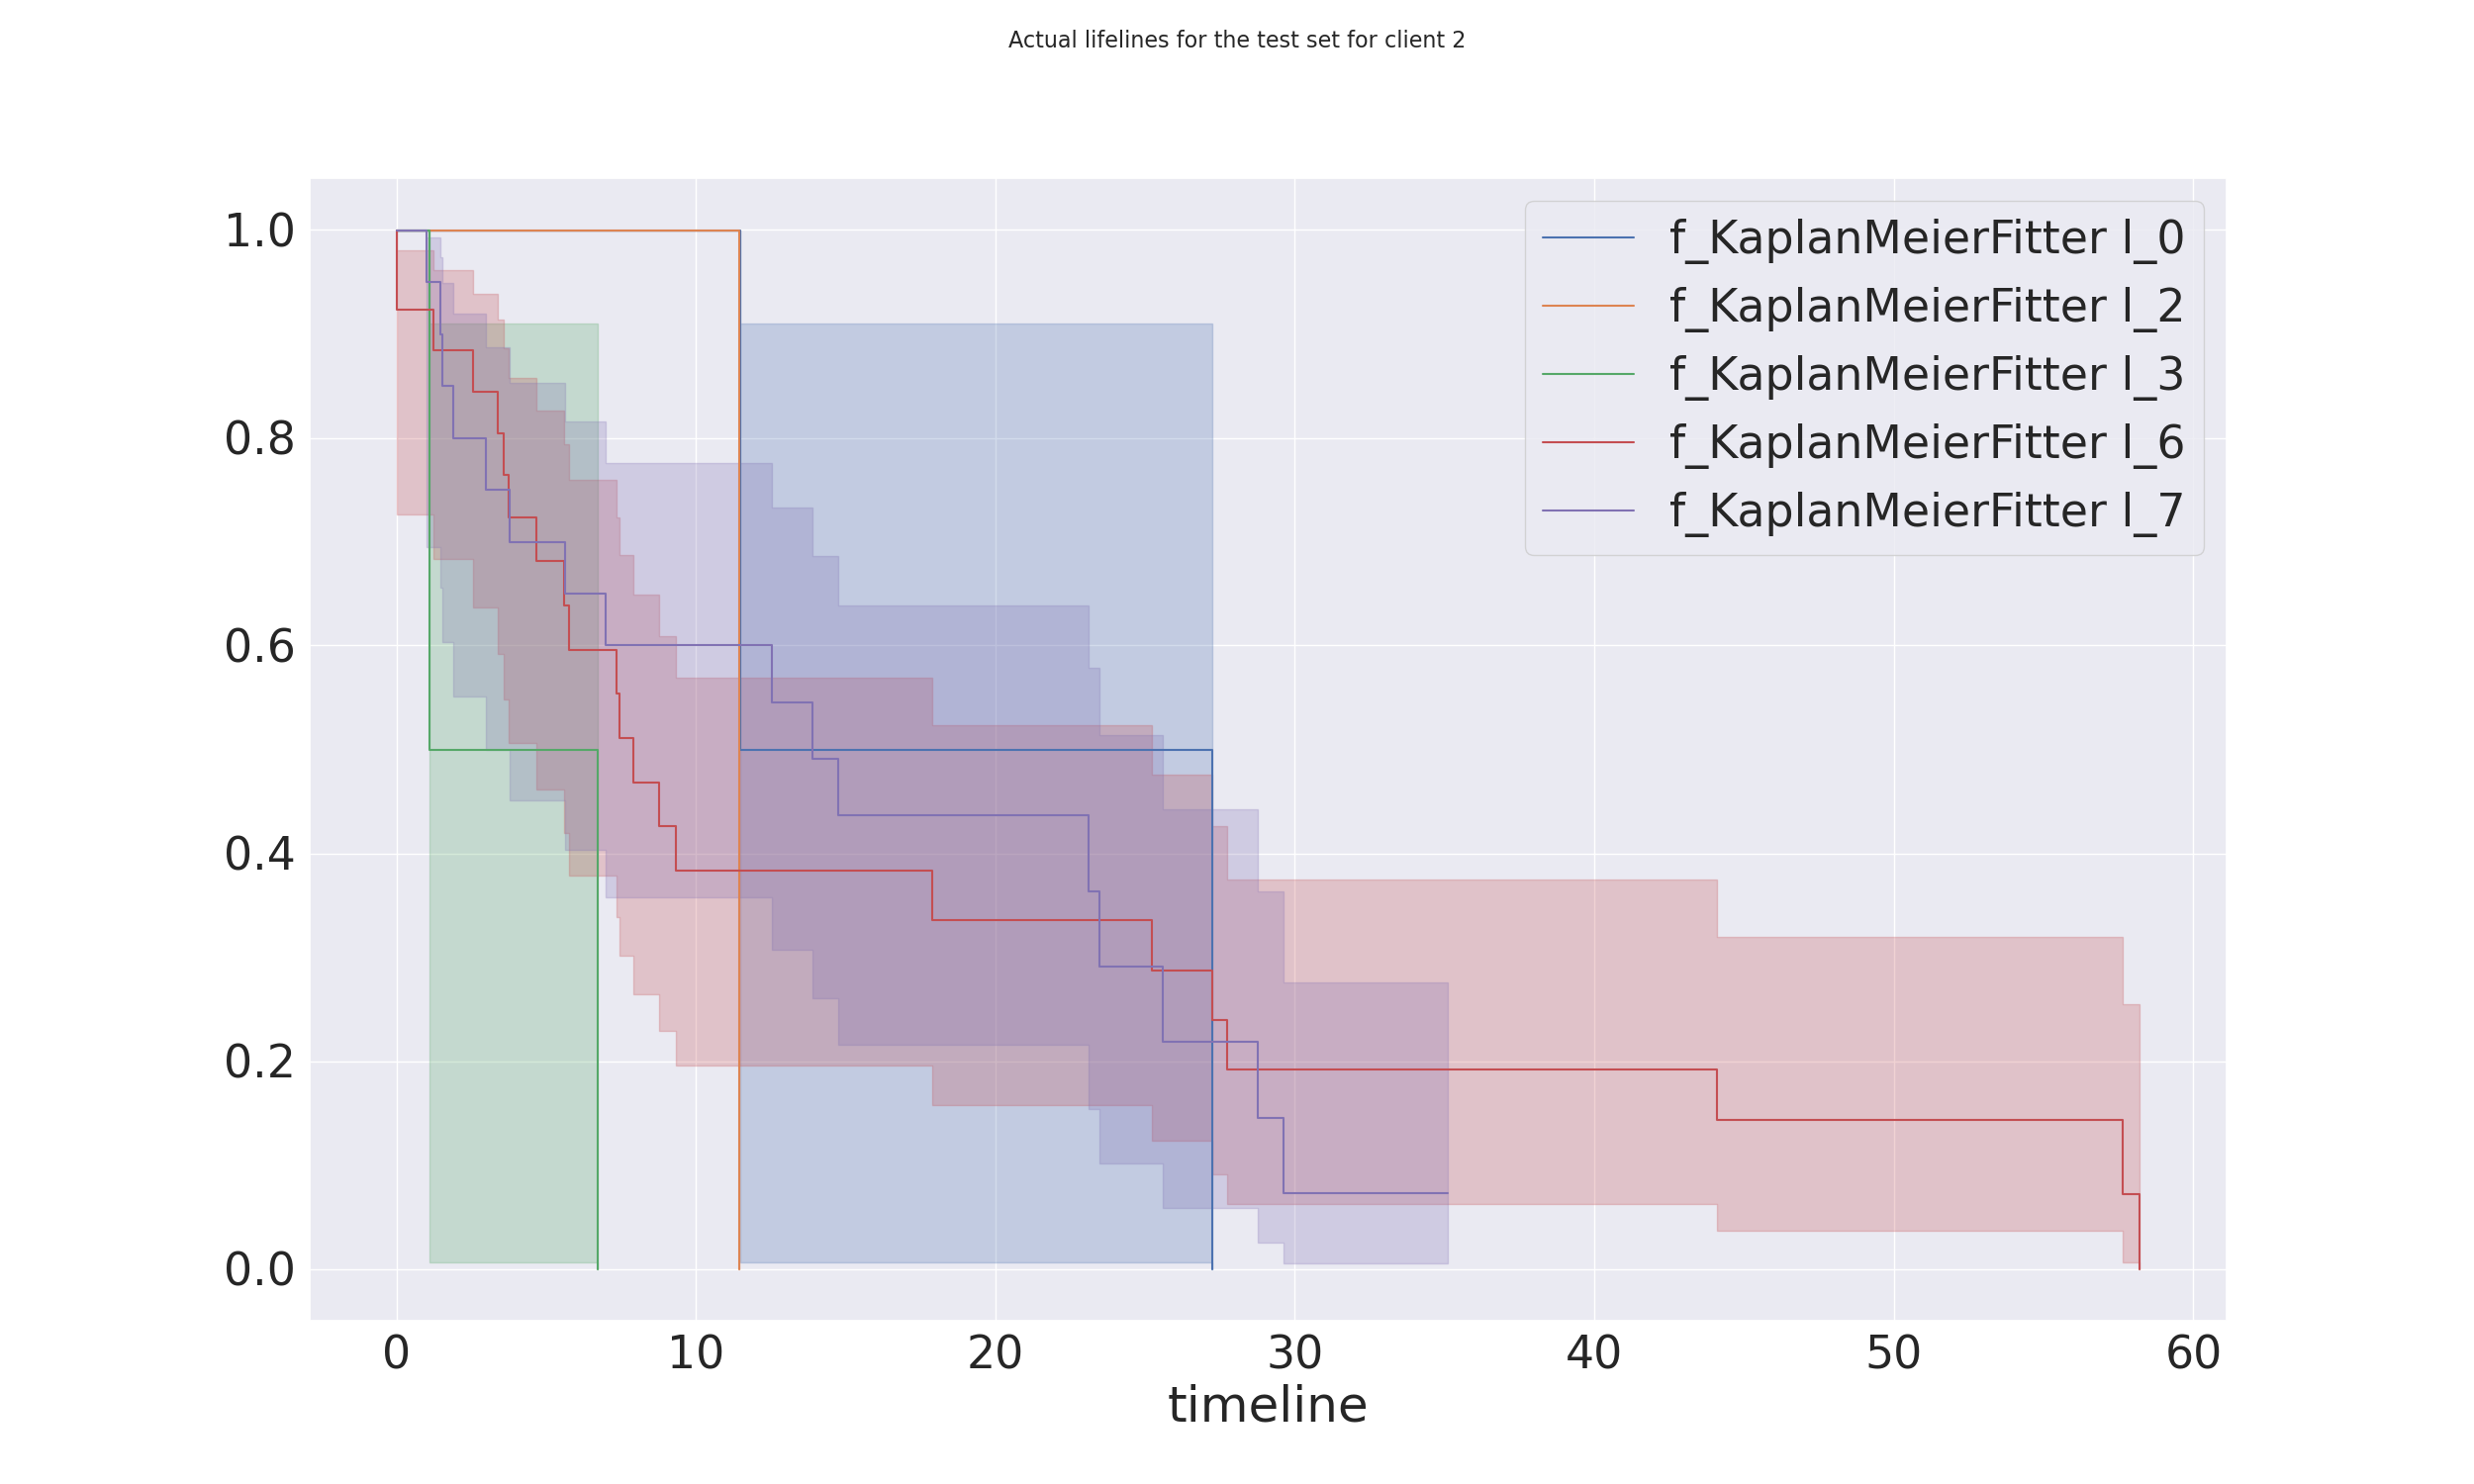 Actual lifelines for the test set for client 2
1.0
0.8
0.6
0.4
0.2
0.0
f_KaplanMeierFitter l_0
f_KaplanMeierFitter l_2
f_KaplanMeierFitter l_3
f_KaplanMeierFitter l_6
f_KaplanMeierFitter l_7
0 10 20 30 40 50 60
timeline